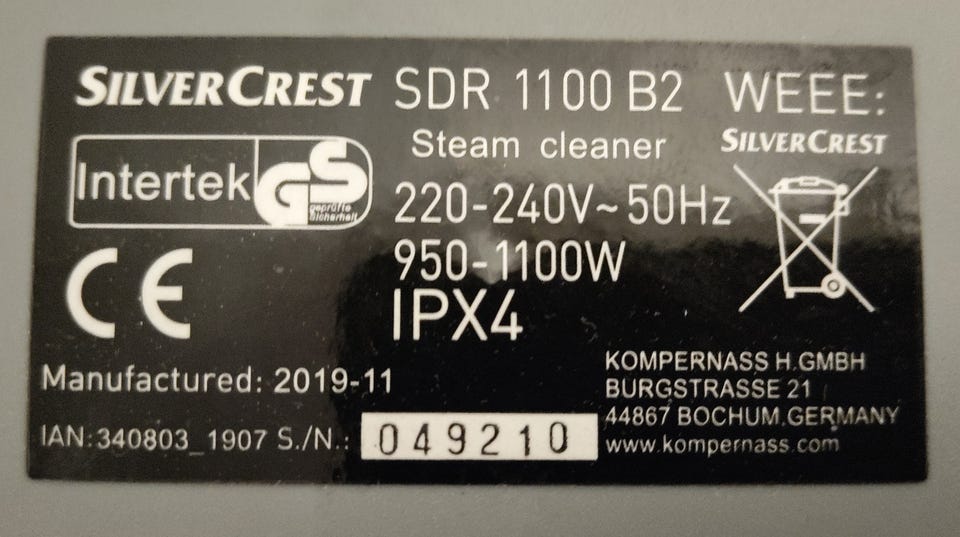 SILVERCREST SDR 1100 B2 WEEE:
SILVERCREST
Steam cleaner
Intertek GS
geprüfte
Sicherheit
220-240V~50Hz
950-1100W
IPX4
CE
Manufactured: 2019-11
IAN:340803_1907 S./N.: 049210
KOMPERNASS H.GMBH
BURGSTRASSE 21
44867 BOCHUM,GERMANY
www.kompernass.com